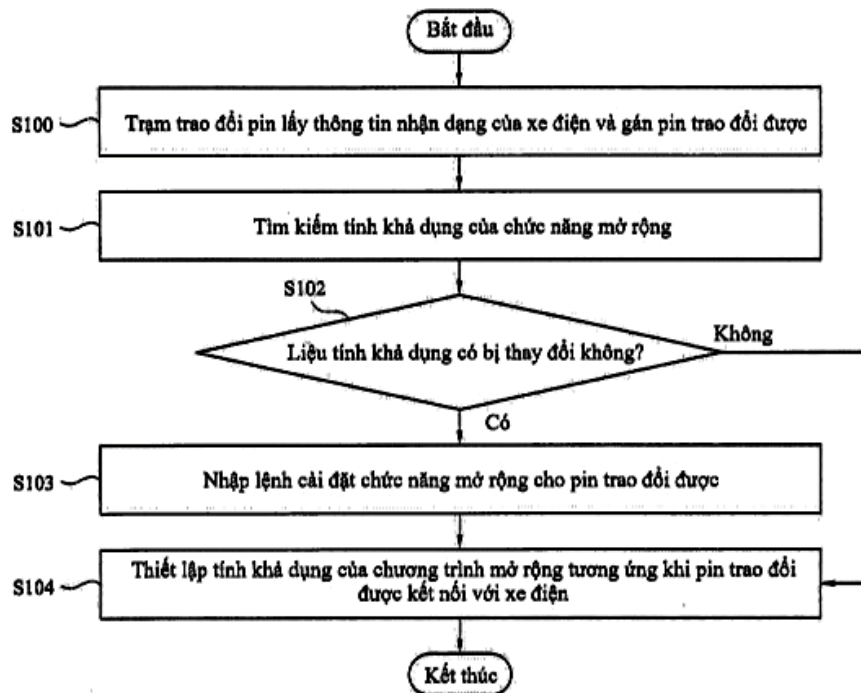 Bắt đầu
S100
Trạm trao đổi pin lấy thông tin nhận dạng của xe điện và gán pin trao đổi được
S101
Tìm kiếm tính khả dụng của chức năng mở rộng
S102
Liệu tính khả dụng có bị thay đổi không?
Không
Có
S103
Nhập lệnh cài đặt chức năng mở rộng cho pin trao đổi được
S104
Thiết lập tính khả dụng của chương trình mở rộng tương ứng khi pin trao đổi
được kết nối với xe điện
Kết thúc